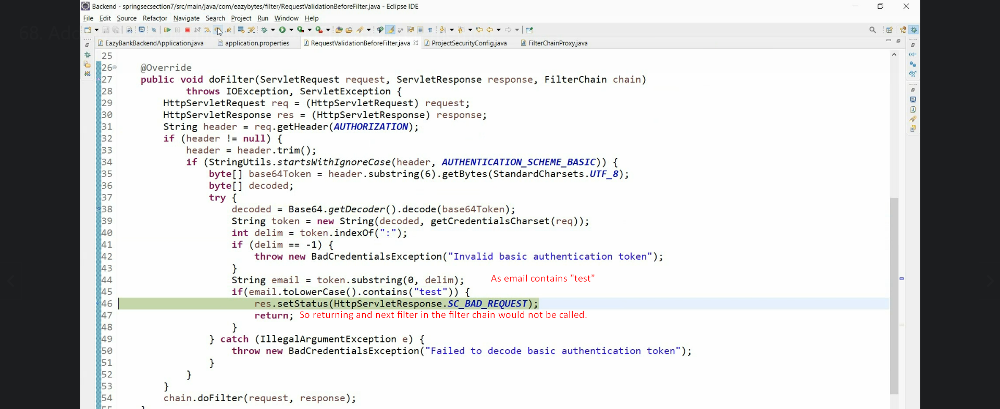 Backend - springsecsection7/src/main/java/com/eazybytes/filter/RequestValidationBeforeFilter.java - Eclipse IDE
File Edit Source Refactor Navigate Search Project Run Window Help
68. Add
EazyBankBackendApplication.java application.properties RequestValidationBeforeFilter.java ProjectSecurityConfig.java FilterChainProxy.java
25
26 @Override
27 public void doFilter(ServletRequest request, ServletResponse response, FilterChain chain)
28 throws IOException, ServletException {
29 HttpServletRequest req = (HttpServletRequest) request;
30 HttpServletResponse res = (HttpServletResponse) response;
31 String header = req.getHeader(AUTHORIZATION);
32 if (header != null) {
33 header = header.trim();
34 if (StringUtils.startsWithIgnoreCase(header, AUTHENTICATION_SCHEME_BASIC)) {
35 byte[] base64Token = header.substring(6).getBytes(StandardCharsets.UTF_8);
36 byte[] decoded;
37 try {
38 decoded = Base64.getDecoder().decode(base64Token);
39 String token = new String(decoded, getCredentialsCharset(req));
40 int delim = token.indexOf(":");
41 if (delim == -1) {
42 throw new BadCredentialsException("Invalid basic authentication token");
43 }
44 String email = token.substring(0, delim); As email contains "test"
45 if(email.toLowerCase().contains("test")) {
46 res.setStatus(HttpServletResponse.SC_BAD_REQUEST);
47 return; So returning and next filter in the filter chain would not be called.
48 }
49 } catch (IllegalArgumentException e) {
50 throw new BadCredentialsException("Failed to decode basic authentication token");
51 }
52 }
53 }
54 chain.doFilter(request, response);